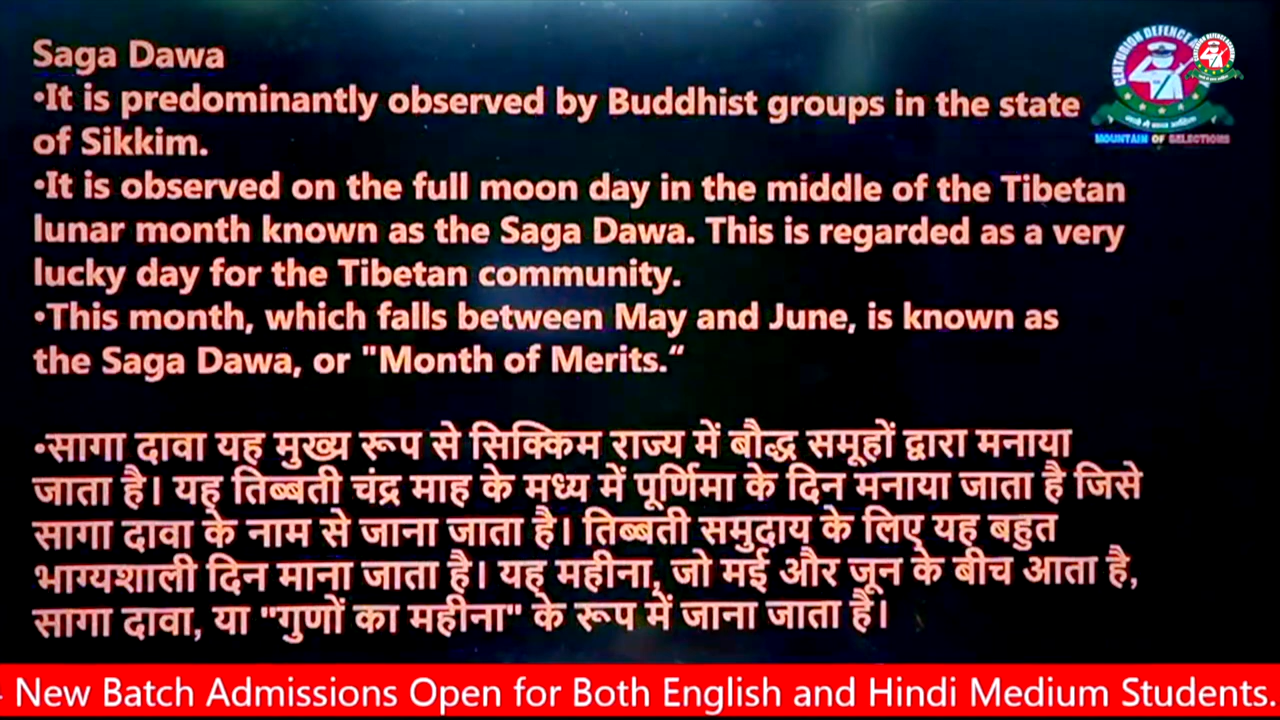 Saga Dawa
•It is predominantly observed by Buddhist groups in the state
of Sikkim.
•It is observed on the full moon day in the middle of the Tibetan
lunar month known as the Saga Dawa. This is regarded as a very
lucky day for the Tibetan community.
•This month, which falls between May and June, is known as
the Saga Dawa, or "Month of Merits.“
•सागा दावा यह मुख्य रूप से सिक्किम राज्य में बौद्ध समूहों द्वारा मनाया
जाता है। यह तिब्बती चंद्र माह के मध्य में पूर्णिमा के दिन मनाया जाता है जिसे
सागा दावा के नाम से जाना जाता है। तिब्बती समुदाय के लिए यह बहुत
भाग्यशाली दिन माना जाता है। यह महीना, जो मई और जून के बीच आता है,
सागा दावा, या "गुणों का महीना" के रूप में जाना जाता है।
CENTURION DEFENCE
MOUNTAIN OF SELECTIONS
New Batch Admissions Open for Both English and Hindi Medium Students.